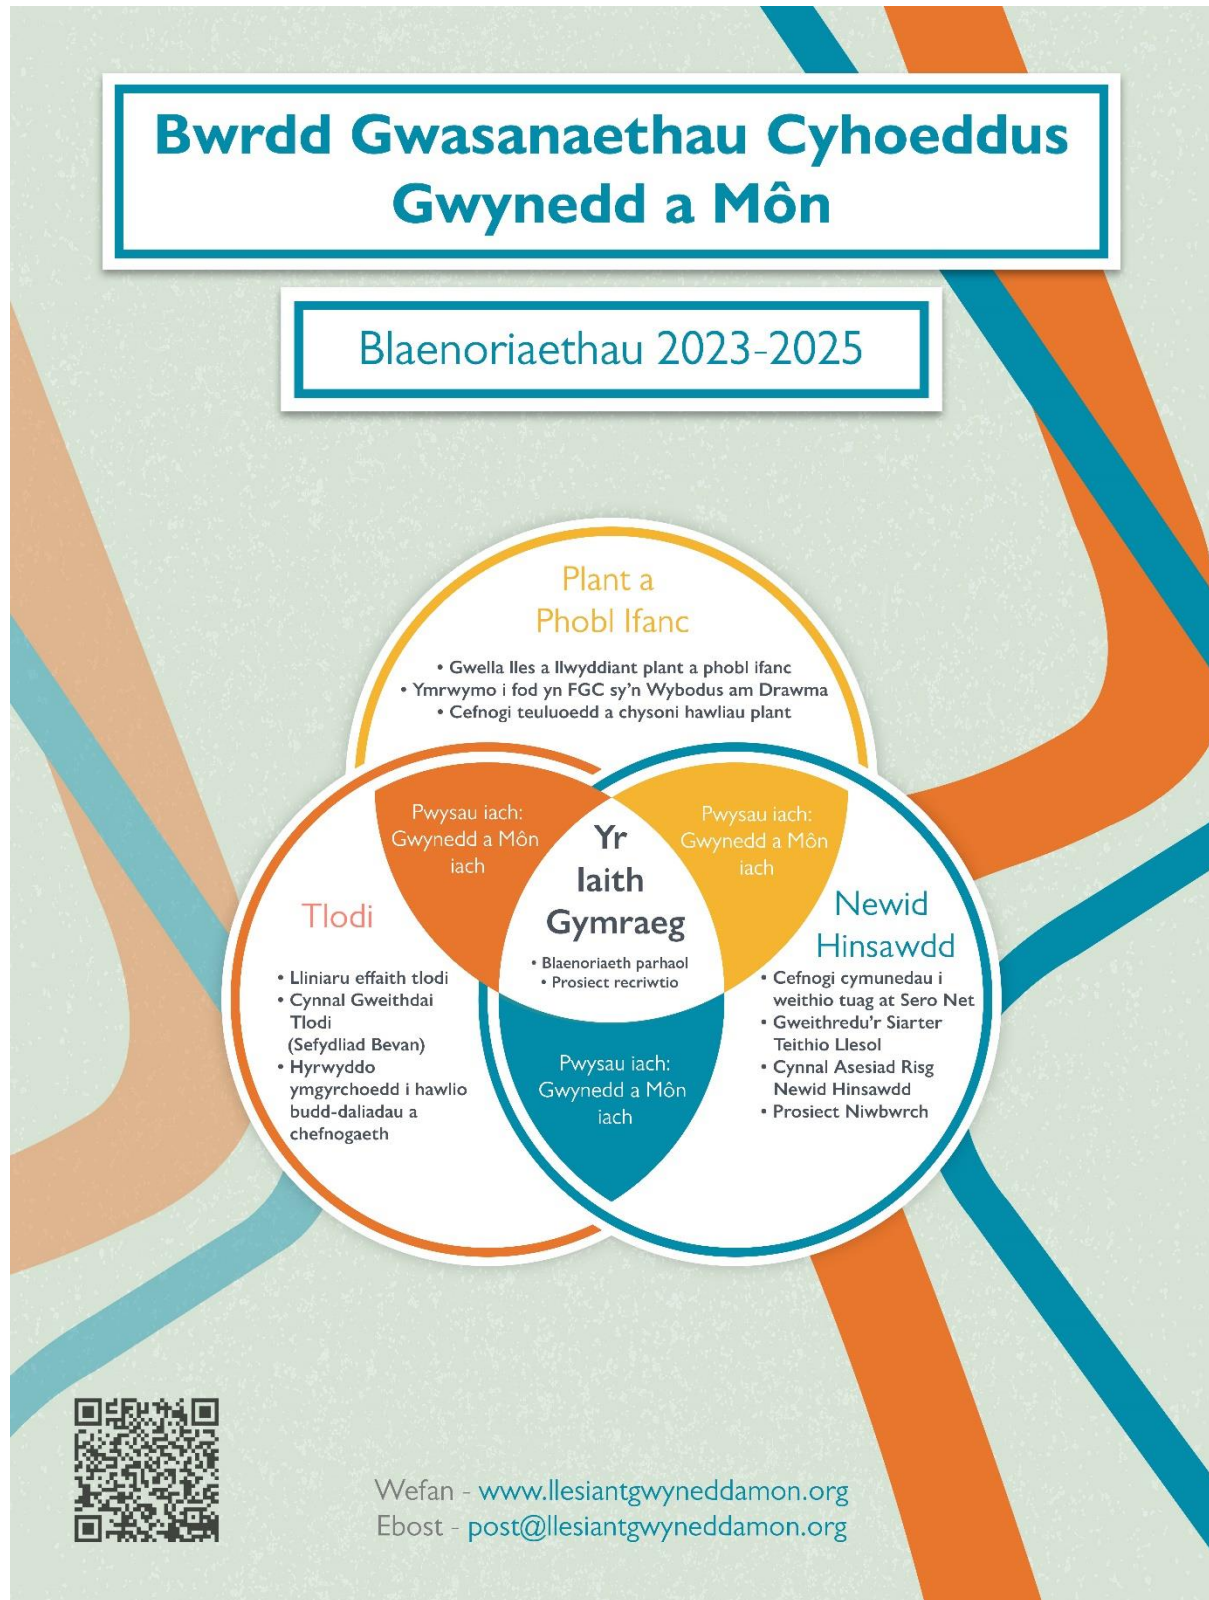 Bwrdd Gwasanaethau Cyhoeddus
Gwynedd a Môn
Blaenoriaethau 2023-2025
Plant a
Phobl Ifanc
• Gwella lles a llwyddiant plant a phobl ifanc
• Ymrwymo i fod yn FGC sy'n Wybodus am Drawma
• Cefnogi teuluoedd a chysoni hawliau plant
Pwysau iach:
Gwynedd a Môn
iach
Yr
Iaith
Gymraeg
• Blaenoriaeth parhaol
• Prosiect recriwtio
Pwysau iach:
Gwynedd a Môn
iach
Tlodi
• Lliniaru effaith tlodi
• Cynnal Gweithdai
Tlodi
(Sefydliad Bevan)
• Hyrwyddo
ymgyrchoedd i hawlio
budd-daliadau a
chefnogaeth
Newid
Hinsawdd
• Cefnogi cymunedau i
weithio tuag at Sero Net
• Gweithredu'r Siarter
Teithio Llesol
• Cynnal Asesiad Risg
Newid Hinsawdd
• Prosiect Niwbwrch
Pwysau iach:
Gwynedd a Môn
iach
Wefan - www.llesiantgwyneddamon.org
Ebost - post@llesiantgwyneddamon.org